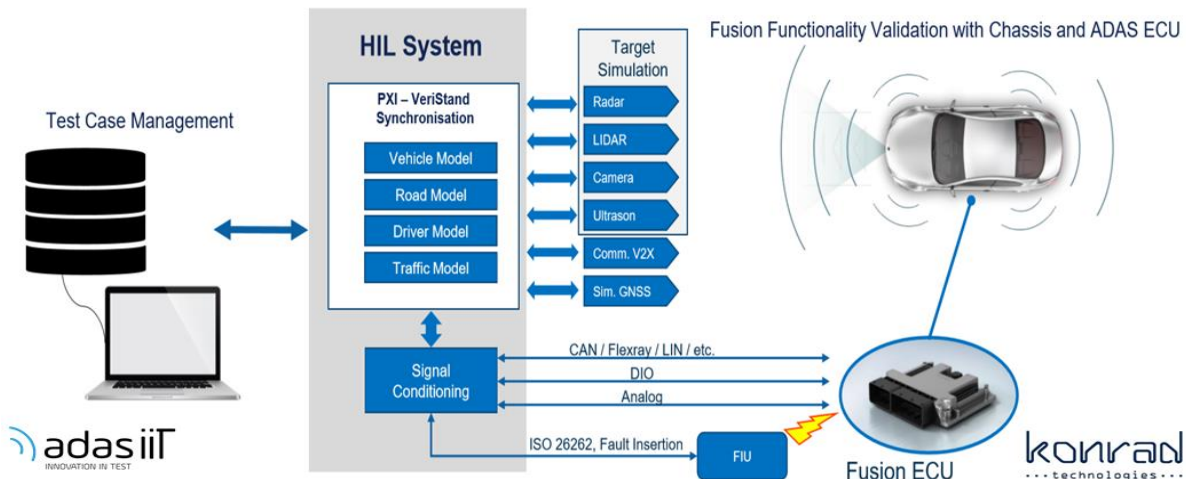 HIL System
Fusion Functionality Validation with Chassis and ADAS ECU
Test Case Management
PXI – VeriStand
Synchronisation
Vehicle Model
Road Model
Driver Model
Traffic Model
Target
Simulation
Radar
LIDAR
Camera
Ultrason
Comm. V2X
Sim. GNSS
Signal
Conditioning
CAN / Flexray / LIN / etc.
DIO
Analog
ISO 26262, Fault Insertion
FIU
Fusion ECU
adas iiT
INNOVATION IN TEST
konrad
technologies